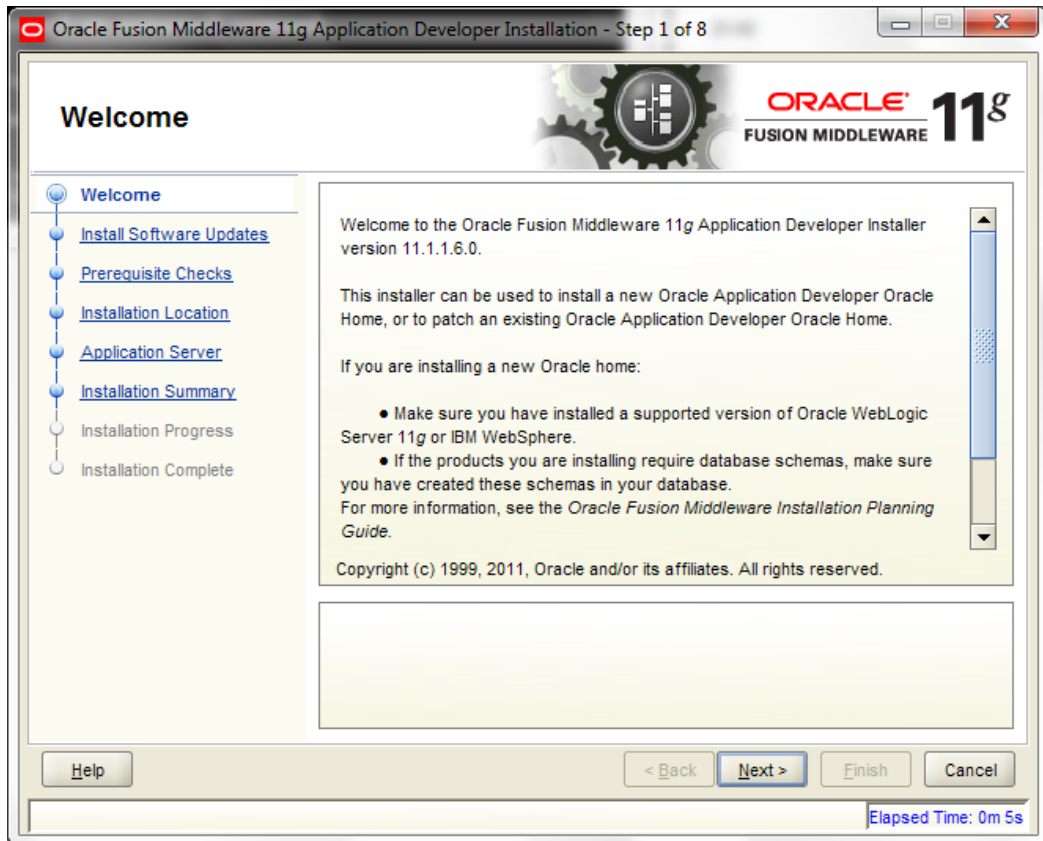 Oracle Fusion Middleware 11g Application Developer Installation - Step 1 of 8
Welcome
ORACLE
FUSION MIDDLEWARE
11g
Welcome
Install Software Updates
Prerequisite Checks
Installation Location
Application Server
Installation Summary
Installation Progress
Installation Complete
Welcome to the Oracle Fusion Middleware 11g Application Developer Installer
version 11.1.1.6.0.
This installer can be used to install a new Oracle Application Developer Oracle
Home, or to patch an existing Oracle Application Developer Oracle Home.
If you are installing a new Oracle home:
● Make sure you have installed a supported version of Oracle WebLogic
Server 11g or IBM WebSphere.
● If the products you are installing require database schemas, make sure
you have created these schemas in your database.
For more information, see the Oracle Fusion Middleware Installation Planning
Guide.
Copyright (c) 1999, 2011, Oracle and/or its affiliates. All rights reserved.
Help
< Back
Next >
Finish
Cancel
Elapsed Time: 0m 5s